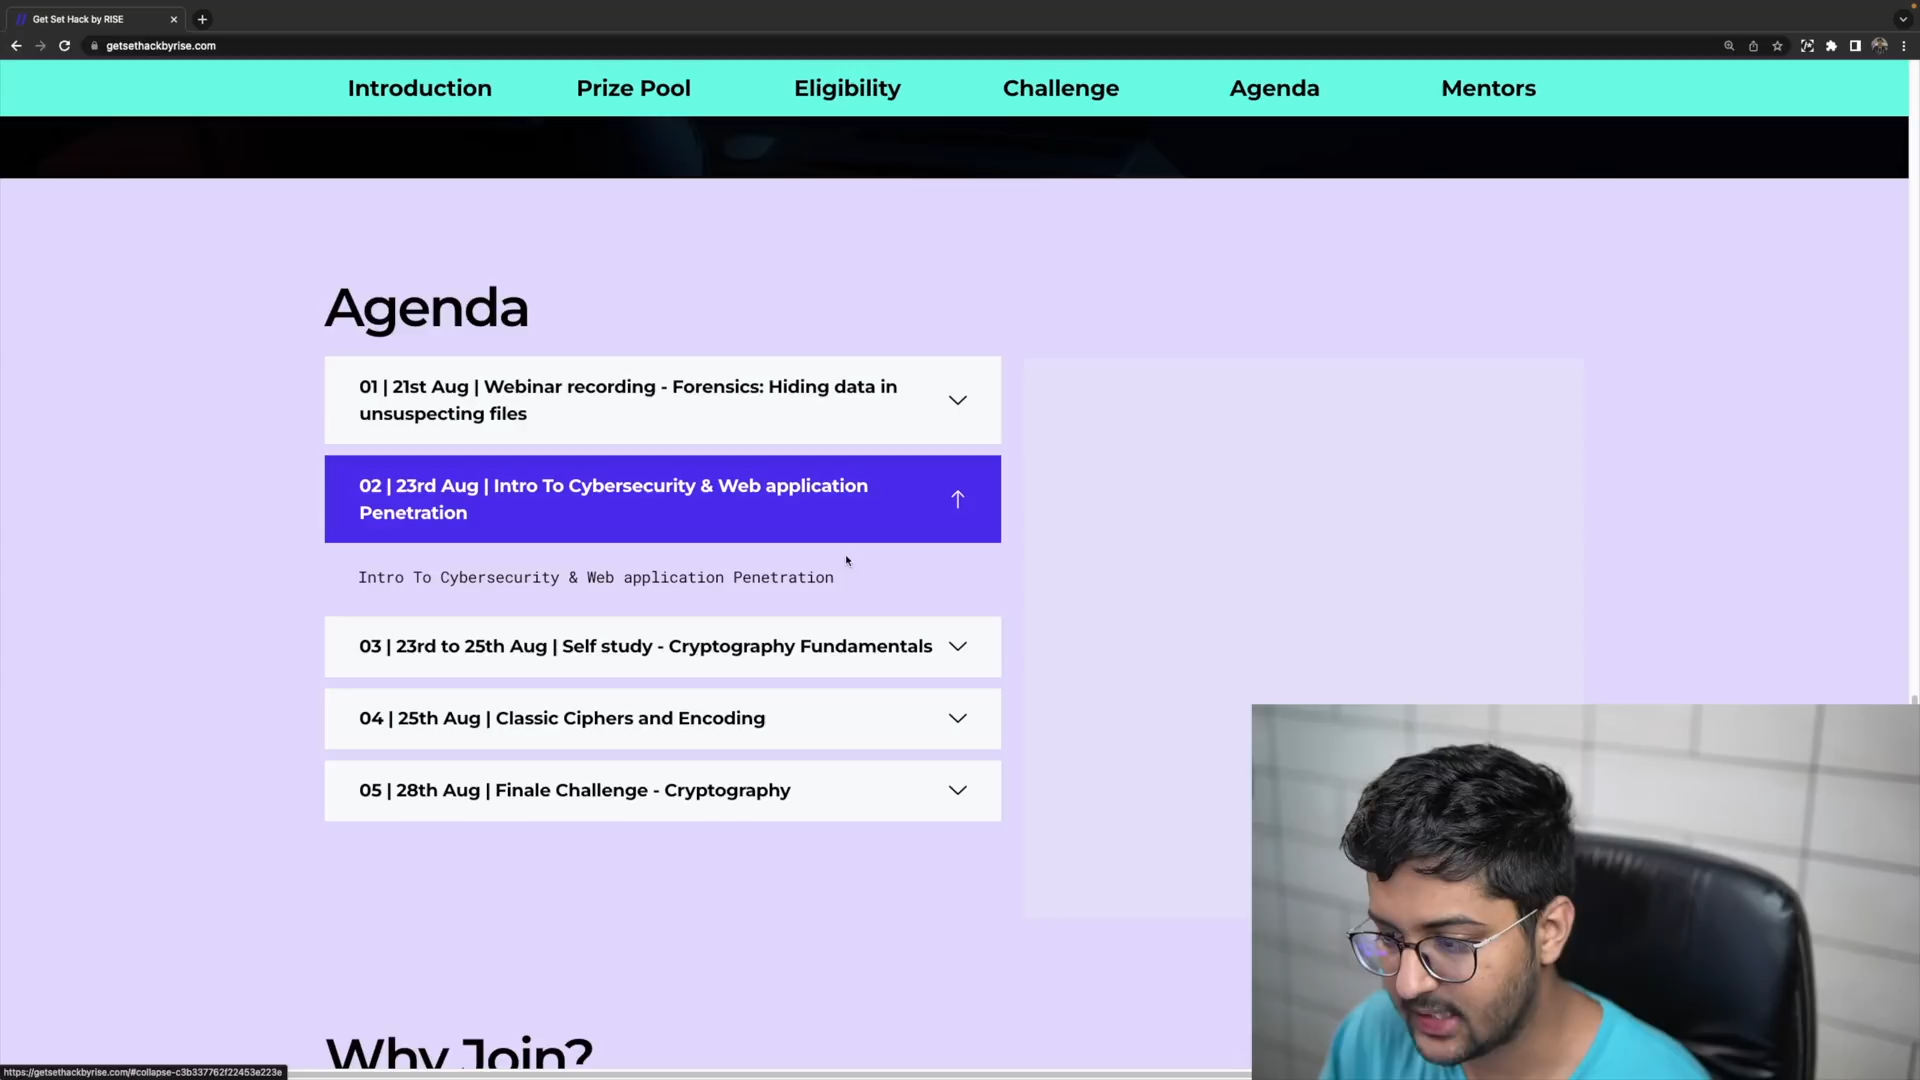 Get Set Hack by RISE
getsethackbyrise.com
Introduction
Prize Pool
Eligibility
Challenge
Agenda
Mentors
Agenda
01 | 21st Aug | Webinar recording - Forensics: Hiding data in
unsuspecting files
02 | 23rd Aug | Intro To Cybersecurity & Web application
Penetration
Intro To Cybersecurity & Web application Penetration
03 | 23rd to 25th Aug | Self study - Cryptography Fundamentals
04 | 25th Aug | Classic Ciphers and Encoding
05 | 28th Aug | Finale Challenge - Cryptography
Why Join?
https://getsethackbyrise.com/#collapse-c3b337762f22453e223e